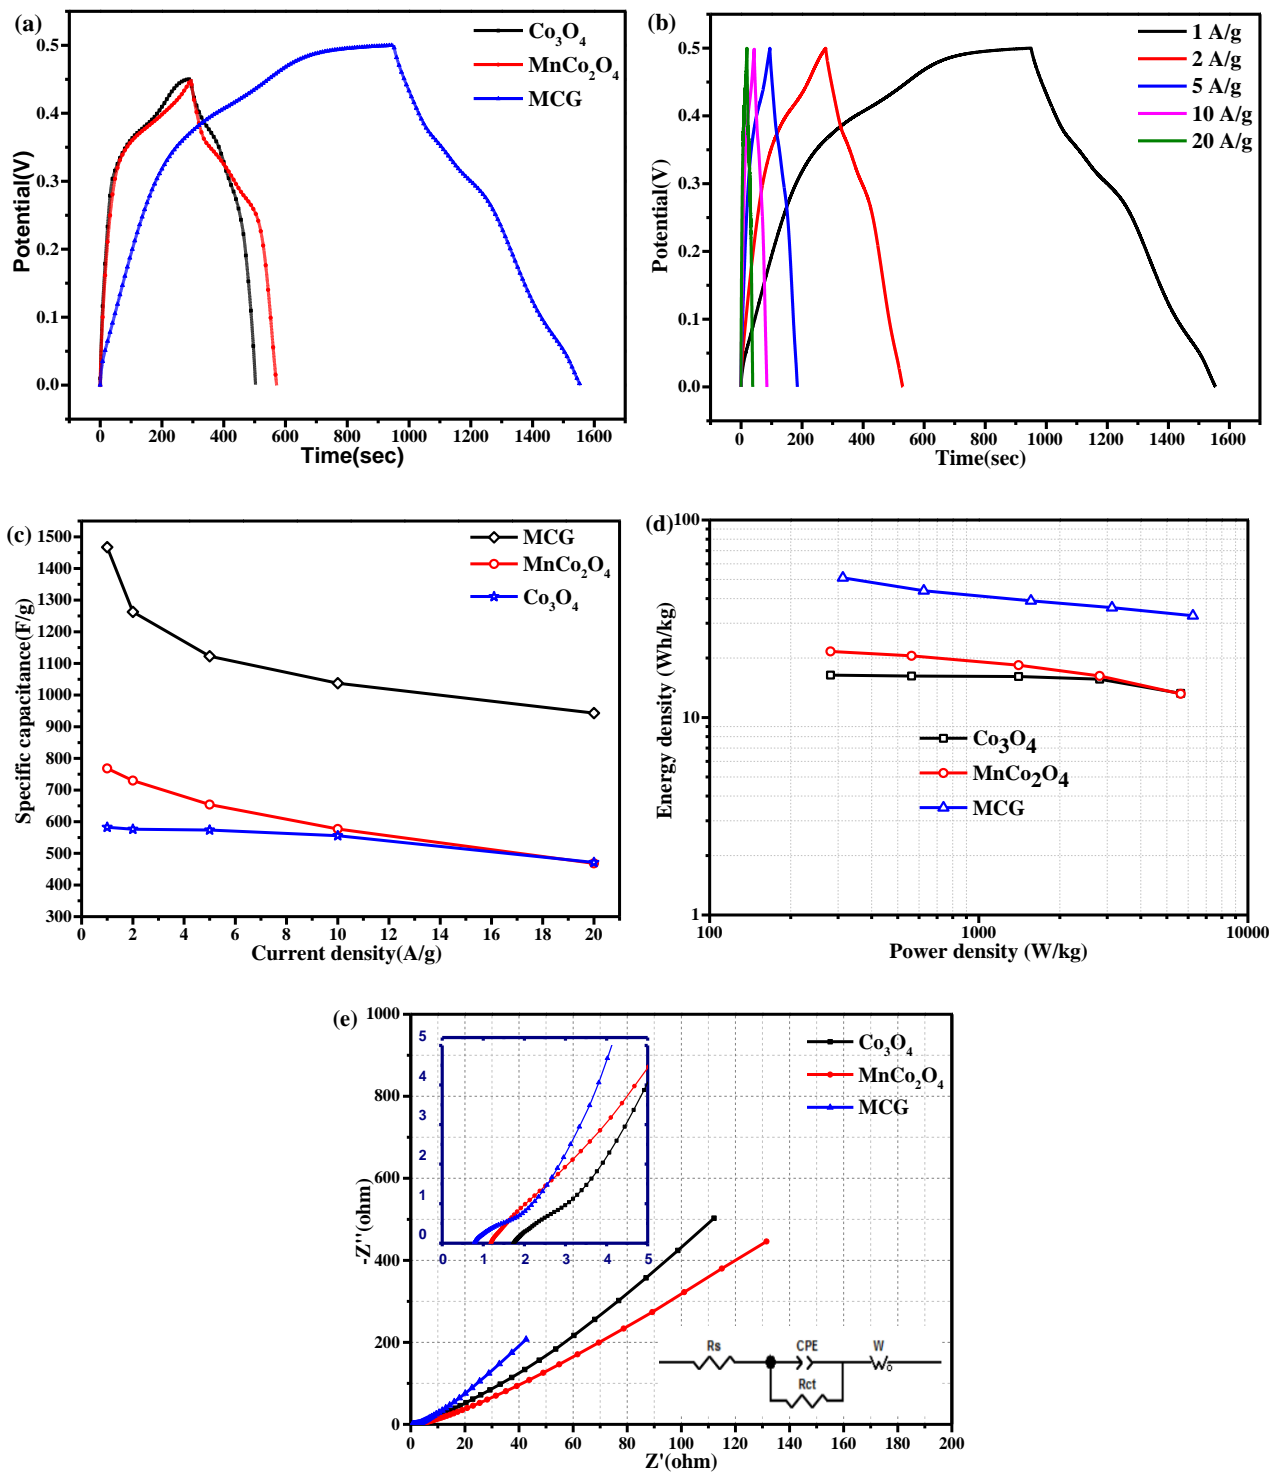 (a)
Co3O4
MnCo2O4
MCG
0.5
0.4
0.3
0.2
0.1
0.0
Potential(V)
0 200 400 600 800 1000 1200 1400 1600
Time(sec)
(b)
1 A/g
2 A/g
5 A/g
10 A/g
20 A/g
0.5
0.4
0.3
0.2
0.1
0.0
Potential(V)
0 200 400 600 800 1000 1200 1400 1600
Time(sec)
(c)
MCG
MnCo2O4
Co3O4
1500
1400
1300
1200
1100
1000
900
800
700
600
500
400
300
Specific capacitance(F/g)
0 2 4 6 8 10 12 14 16 18 20
Current density(A/g)
(d)
100
10
1
Energy density (Wh/kg)
Co3O4
MnCo2O4
MCG
100 1000 10000
Power density (W/kg)
(e)
Co3O4
MnCo2O4
MCG
1000
800
600
400
200
0
-Z''(ohm)
5
4
3
2
1
0
0 1 2 3 4 5
Rs CPE W
Rct
0 20 40 60 80 100 120 140 160 180 200
Z'(ohm)